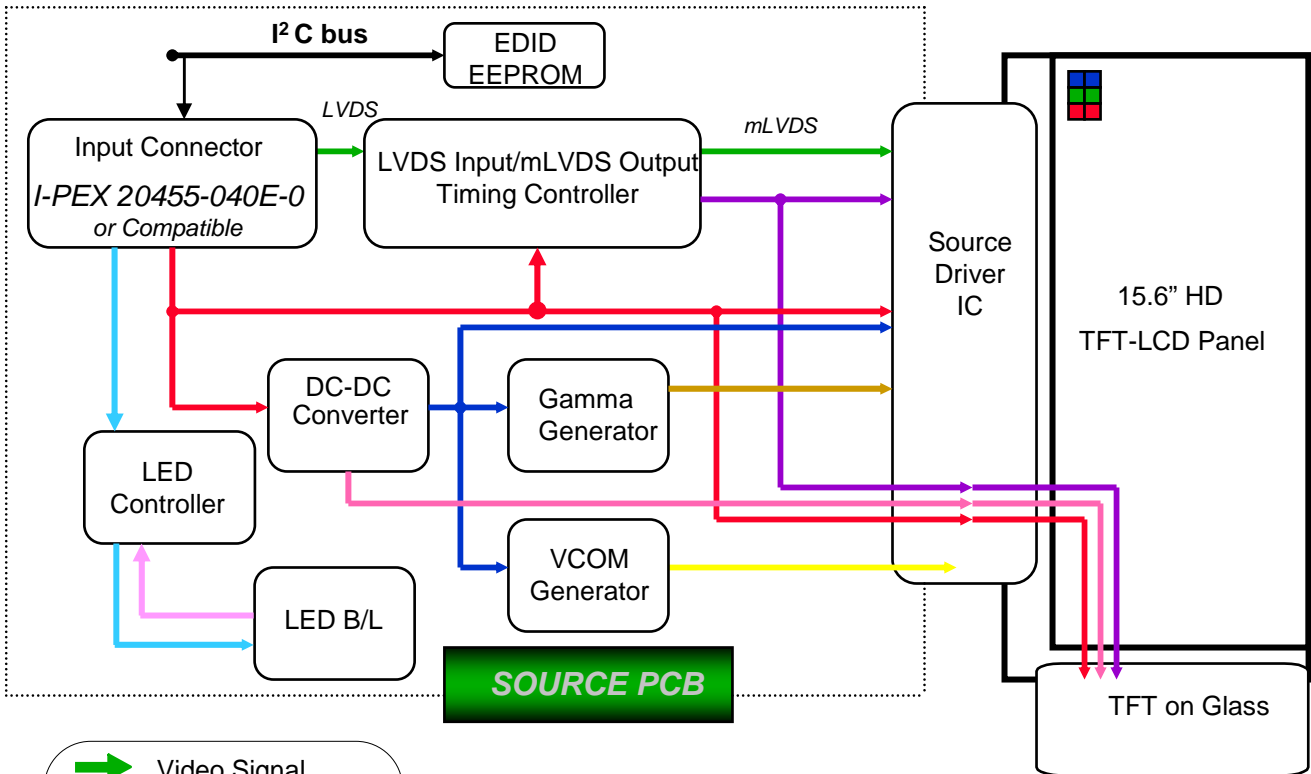 I² C bus
EDID
EEPROM
LVDS
mLVDS
Input Connector
I-PEX 20455-040E-0
or Compatible
LVDS Input/mLVDS Output
Timing Controller
Source
Driver
IC
15.6” HD
TFT-LCD Panel
DC-DC
Converter
Gamma
Generator
LED
Controller
VCOM
Generator
LED B/L
SOURCE PCB
TFT on Glass
Video Signal